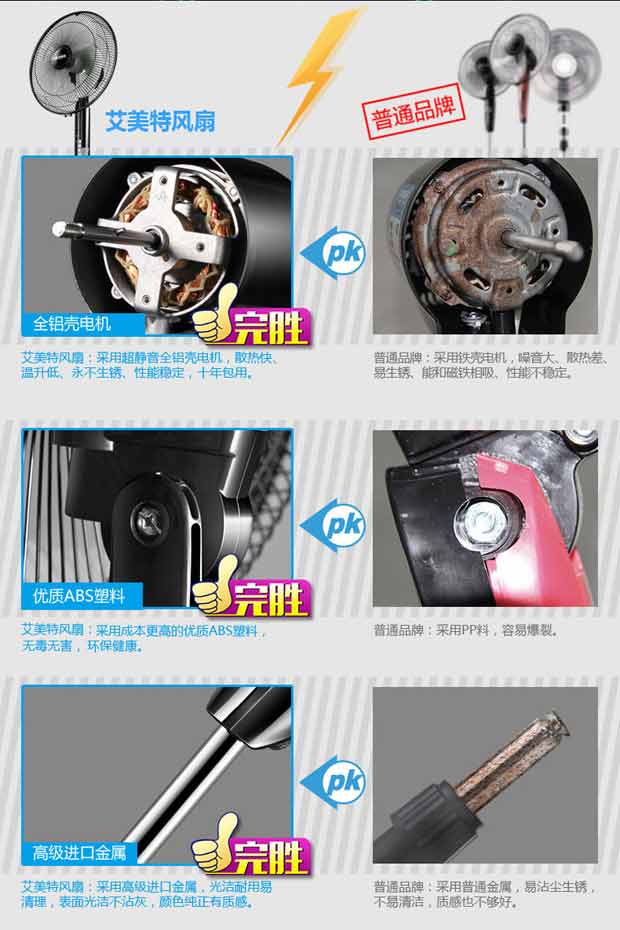 艾美特风扇
普通品牌
pk
全铝壳电机
完胜
艾美特风扇：采用超静音全铝壳电机，散热快、
温升低、永不生锈、性能稳定，十年包用。
普通品牌：采用铁壳电机，噪音大、散热差、
易生锈、能和磁铁相吸、性能不稳定。
pk
优质ABS塑料
完胜
艾美特风扇：采用成本更高的优质ABS塑料，
无毒无害，环保健康。
普通品牌：采用PP料，容易爆裂。
pk
高级进口金属
完胜
艾美特风扇：采用高级进口金属，光洁耐用易
清理，表面光洁不沾灰，颜色纯正有质感。
普通品牌：采用普通金属，易沾尘生锈，
不易清洁，质感也不够好。